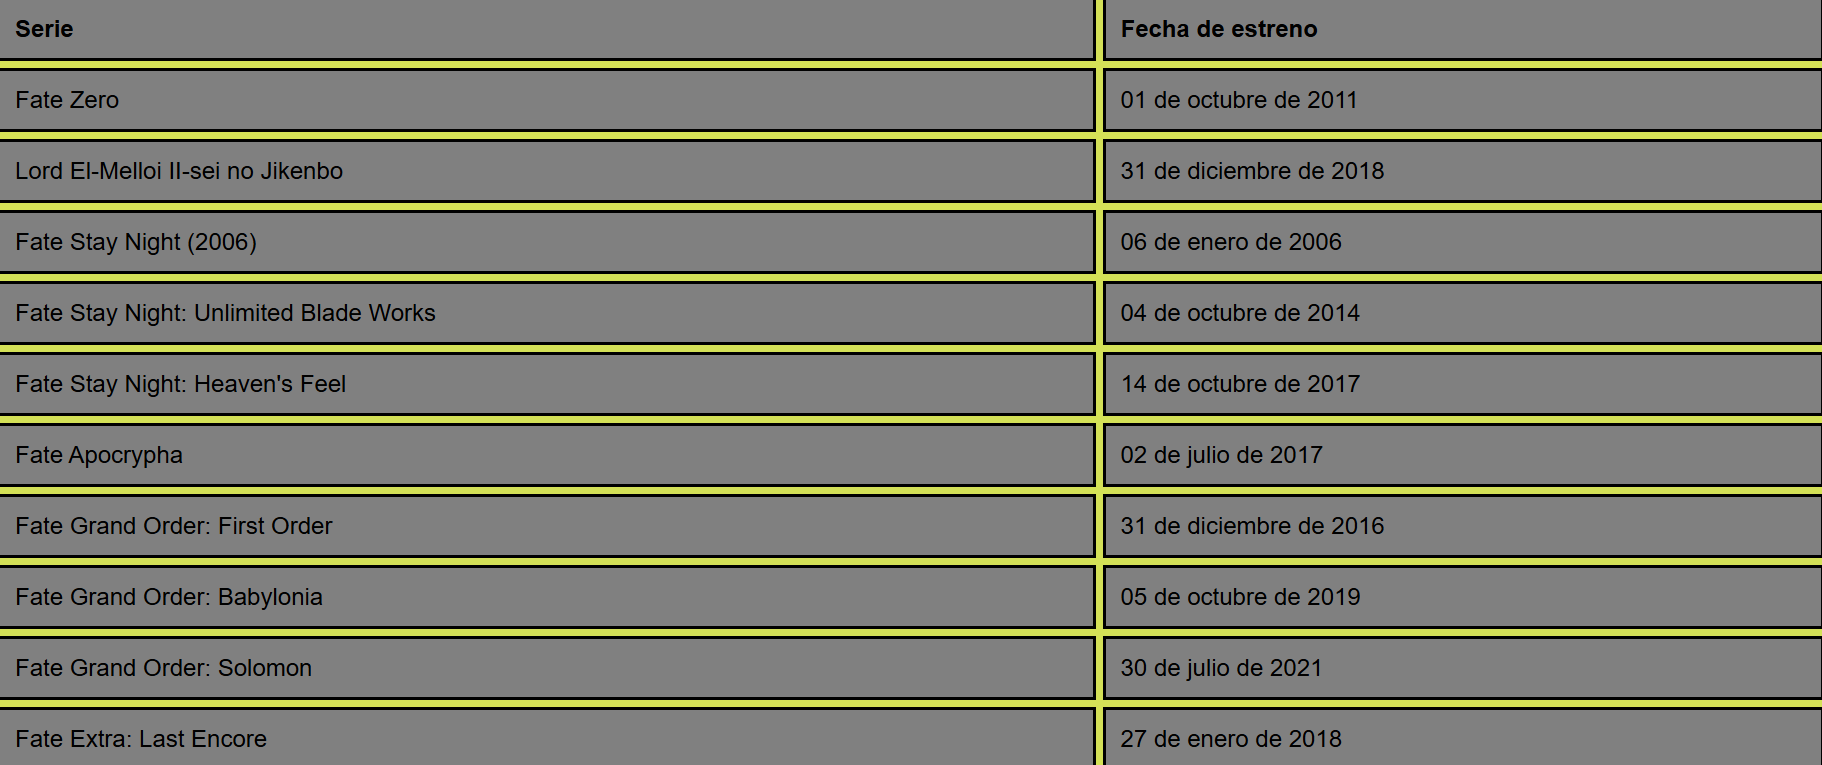 Serie Fecha de estreno
Fate Zero 01 de octubre de 2011
Lord El-Melloi II-sei no Jikenbo 31 de diciembre de 2018
Fate Stay Night (2006) 06 de enero de 2006
Fate Stay Night: Unlimited Blade Works 04 de octubre de 2014
Fate Stay Night: Heaven's Feel 14 de octubre de 2017
Fate Apocrypha 02 de julio de 2017
Fate Grand Order: First Order 31 de diciembre de 2016
Fate Grand Order: Babylonia 05 de octubre de 2019
Fate Grand Order: Solomon 30 de julio de 2021
Fate Extra: Last Encore 27 de enero de 2018